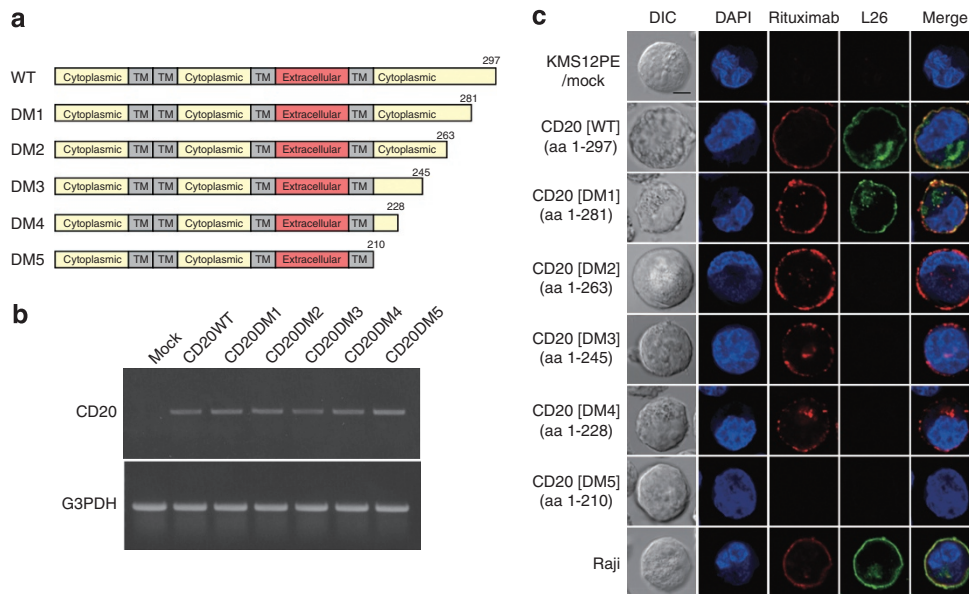 a
297
WT Cytoplasmic TM TM Cytoplasmic TM Extracellular TM Cytoplasmic
281
DM1 Cytoplasmic TM TM Cytoplasmic TM Extracellular TM Cytoplasmic
263
DM2 Cytoplasmic TM TM Cytoplasmic TM Extracellular TM Cytoplasmic
245
DM3 Cytoplasmic TM TM Cytoplasmic TM Extracellular TM
228
DM4 Cytoplasmic TM TM Cytoplasmic TM Extracellular TM
210
DM5 Cytoplasmic TM TM Cytoplasmic TM Extracellular TM
b
Mock CD20WT CD20DM1 CD20DM2 CD20DM3 CD20DM4 CD20DM5
CD20
G3PDH
c
DIC DAPI Rituximab L26 Merge
KMS12PE
/mock
CD20 [WT]
(aa 1-297)
CD20 [DM1]
(aa 1-281)
CD20 [DM2]
(aa 1-263)
CD20 [DM3]
(aa 1-245)
CD20 [DM4]
(aa 1-228)
CD20 [DM5]
(aa 1-210)
Raji